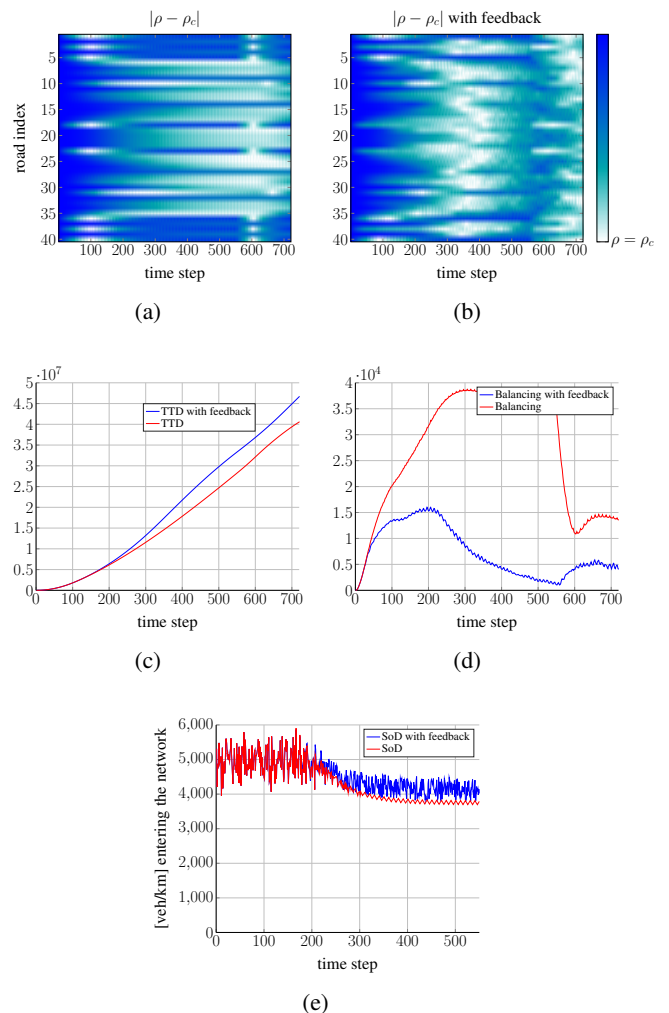 |ρ − ρc|
|ρ − ρc| with feedback
road index
5
10
15
20
25
30
35
40
100 200 300 400 500 600 700
time step
(a)
5
10
15
20
25
30
35
40
100 200 300 400 500 600 700
time step
ρ = ρc
(b)
·10^7
5
4.5
4
3.5
3
2.5
2
1.5
1
0.5
0
0 100 200 300 400 500 600 700
TTD with feedback
TTD
time step
(c)
·10^4
4
3.5
3
2.5
2
1.5
1
0.5
0
0 100 200 300 400 500 600 700
Balancing with feedback
Balancing
time step
(d)
[veh/km] entering the network
6,000
5,000
4,000
3,000
2,000
1,000
0
0 100 200 300 400 500
SoD with feedback
SoD
time step
(e)